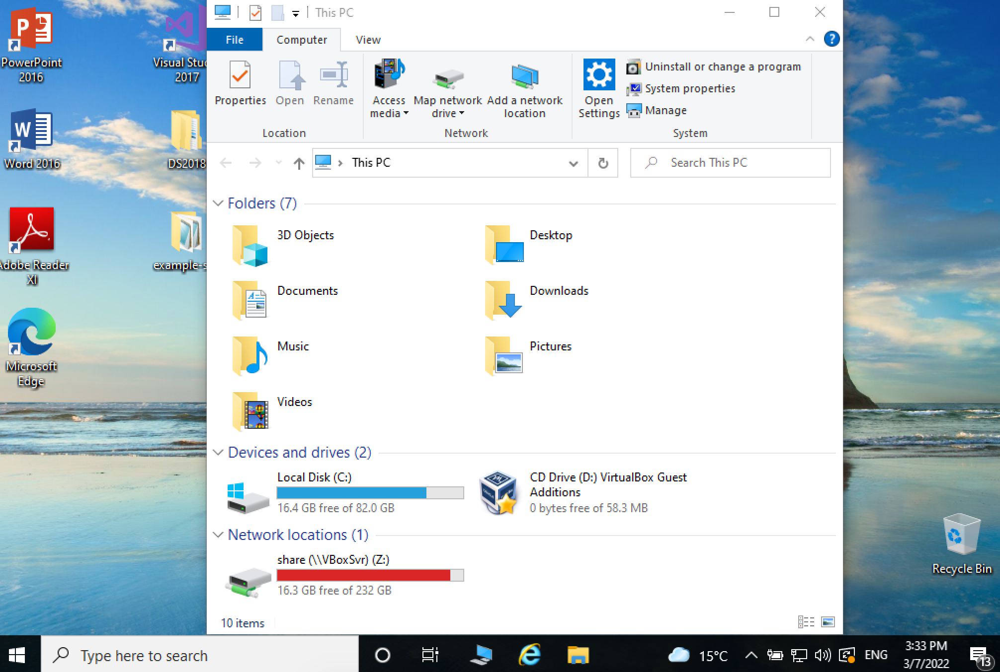 This PC
File
Computer
View
PowerPoint
2016
Visual Stu
2017
Word 2016
DS2018
Adobe Reader
XI
example-s
Microsoft
Edge
Properties
Open
Rename
Location
Access
media
Map network
drive
Add a network
location
Network
Open
Settings
Uninstall or change a program
System properties
Manage
System
This PC
Search This PC
Folders (7)
3D Objects
Desktop
Documents
Downloads
Music
Pictures
Videos
Devices and drives (2)
Local Disk (C:)
16.4 GB free of 82.0 GB
CD Drive (D:) VirtualBox Guest
Additions
0 bytes free of 58.3 MB
Network locations (1)
share (\\VBoxSvr) (Z:)
16.3 GB free of 232 GB
10 items
Recycle Bin
Type here to search
15°C
ENG
3:33 PM
3/7/2022
13